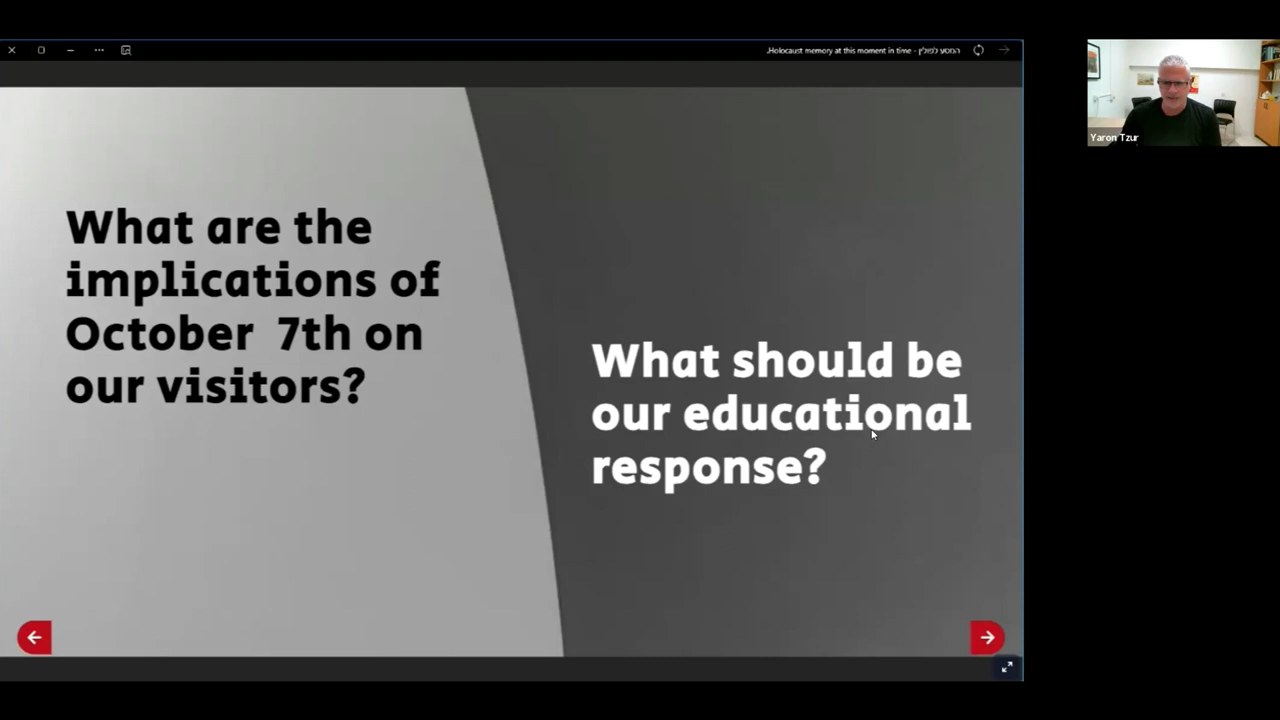 .Holocaust memory at this moment in time - המסע לפולין
Yaron Tzur
What are the
implications of
October 7th on
our visitors?
What should be
our educational
response?